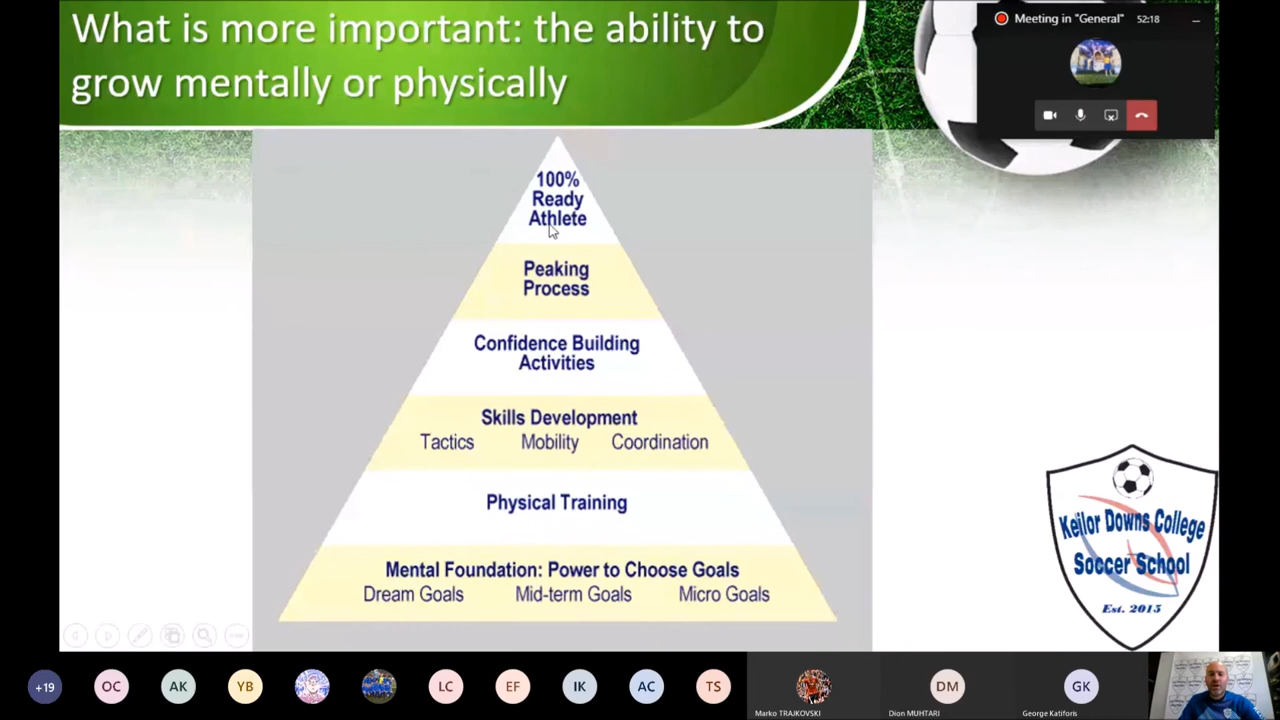 What is more important: the ability to
grow mentally or physically
Meeting in "General" 52:18
100%
Ready
Athlete
Peaking
Process
Confidence Building
Activities
Skills Development
Tactics Mobility Coordination
Physical Training
Mental Foundation: Power to Choose Goals
Dream Goals Mid-term Goals Micro Goals
Keilor Downs College
Soccer School
Est. 2015
+19 OC AK YB LC EF IK AC TS DM GK
Marko TRAJKOVSKI Dion MUHTARI George Katiforis